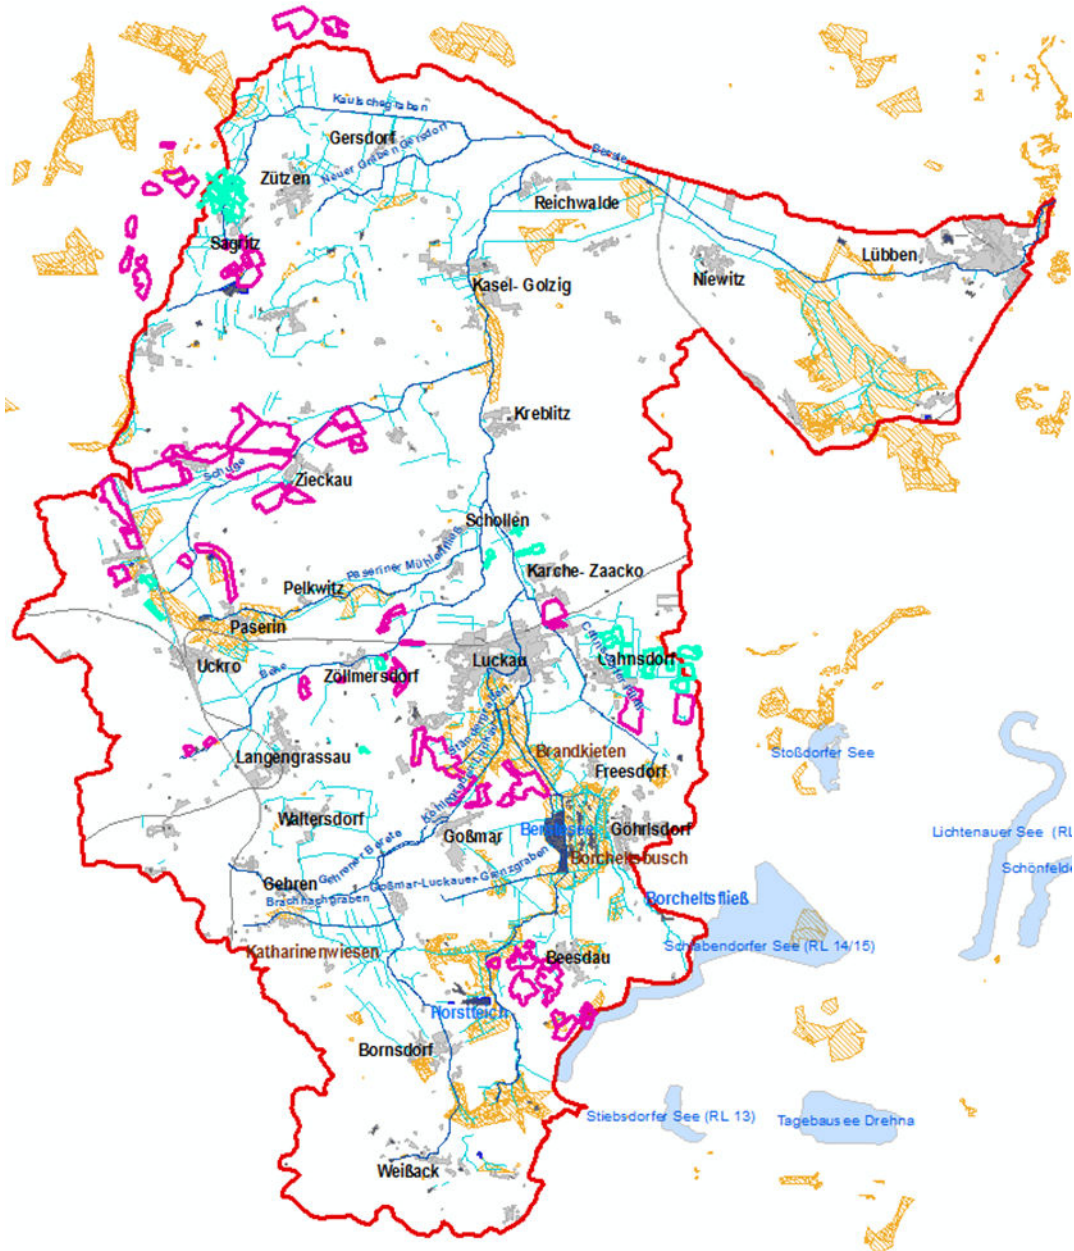 Kaulschegraben
Gersdorf
Neuer Graben Gersdorf
Berste
Zützen
Reichwalde
Sagritz
Lübben
Niewitz
Kasel- Golzig
Kreblitz
Schuge
Zieckau
Schollen
Paseriner Mühlenfließ
Karche- Zaacko
Pelkwitz
Paserin
Uckro
Luckau
Cahnsdorf
Beke
Zöllmersdorf
Brandkieten
Stoßdorfer See
Langengrassau
Freesdorf
Waltersdorf
Goßmar
Göhrlsdorf
Lichtenauer See (RL
Gehrener Berste
Borcheltsbusch
Schönfelde
Gehren
Goßmar-Luckauer-Grenzgraben
Borcheltsfließ
Katharinenwiesen
Schlabendorfer See (RL 14/15)
Beesdau
Horstteich
Bornsdorf
Stiebsdorfer See (RL 13)
Tagebausee Drehna
Weißack